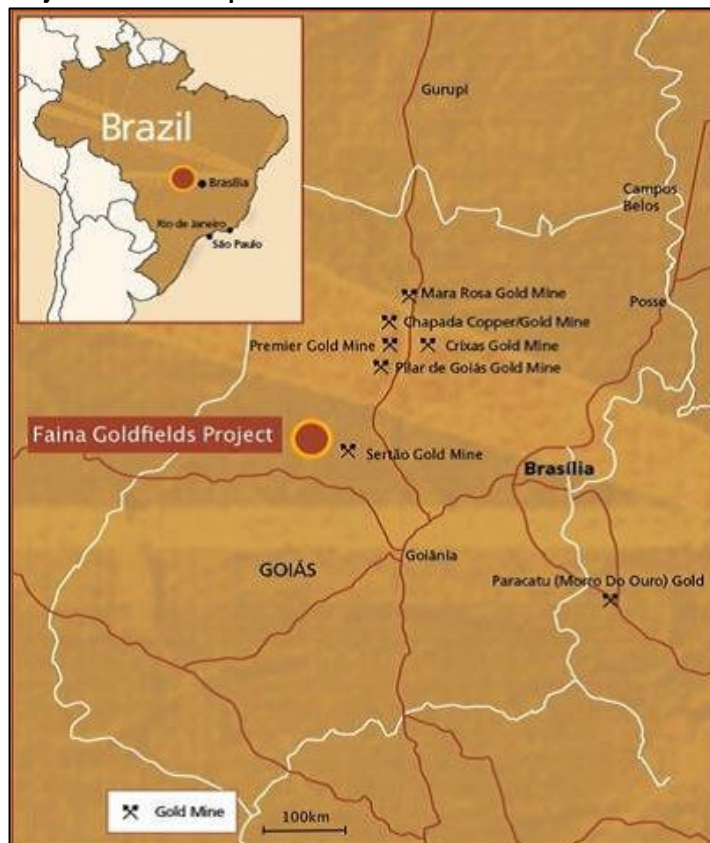 Brazil
Brasília
Rio de Janeiro
São Paulo
Gurupi
Campos
Belos
Mara Rosa Gold Mine
Posse
Chapada Copper/Gold Mine
Premier Gold Mine
Crixas Gold Mine
Pilar de Goiás Gold Mine
Faina Goldfields Project
Sertão Gold Mine
Brasília
Goiânia
GOIÁS
Paracatu (Morro Do Ouro) Gold
Gold Mine
100km